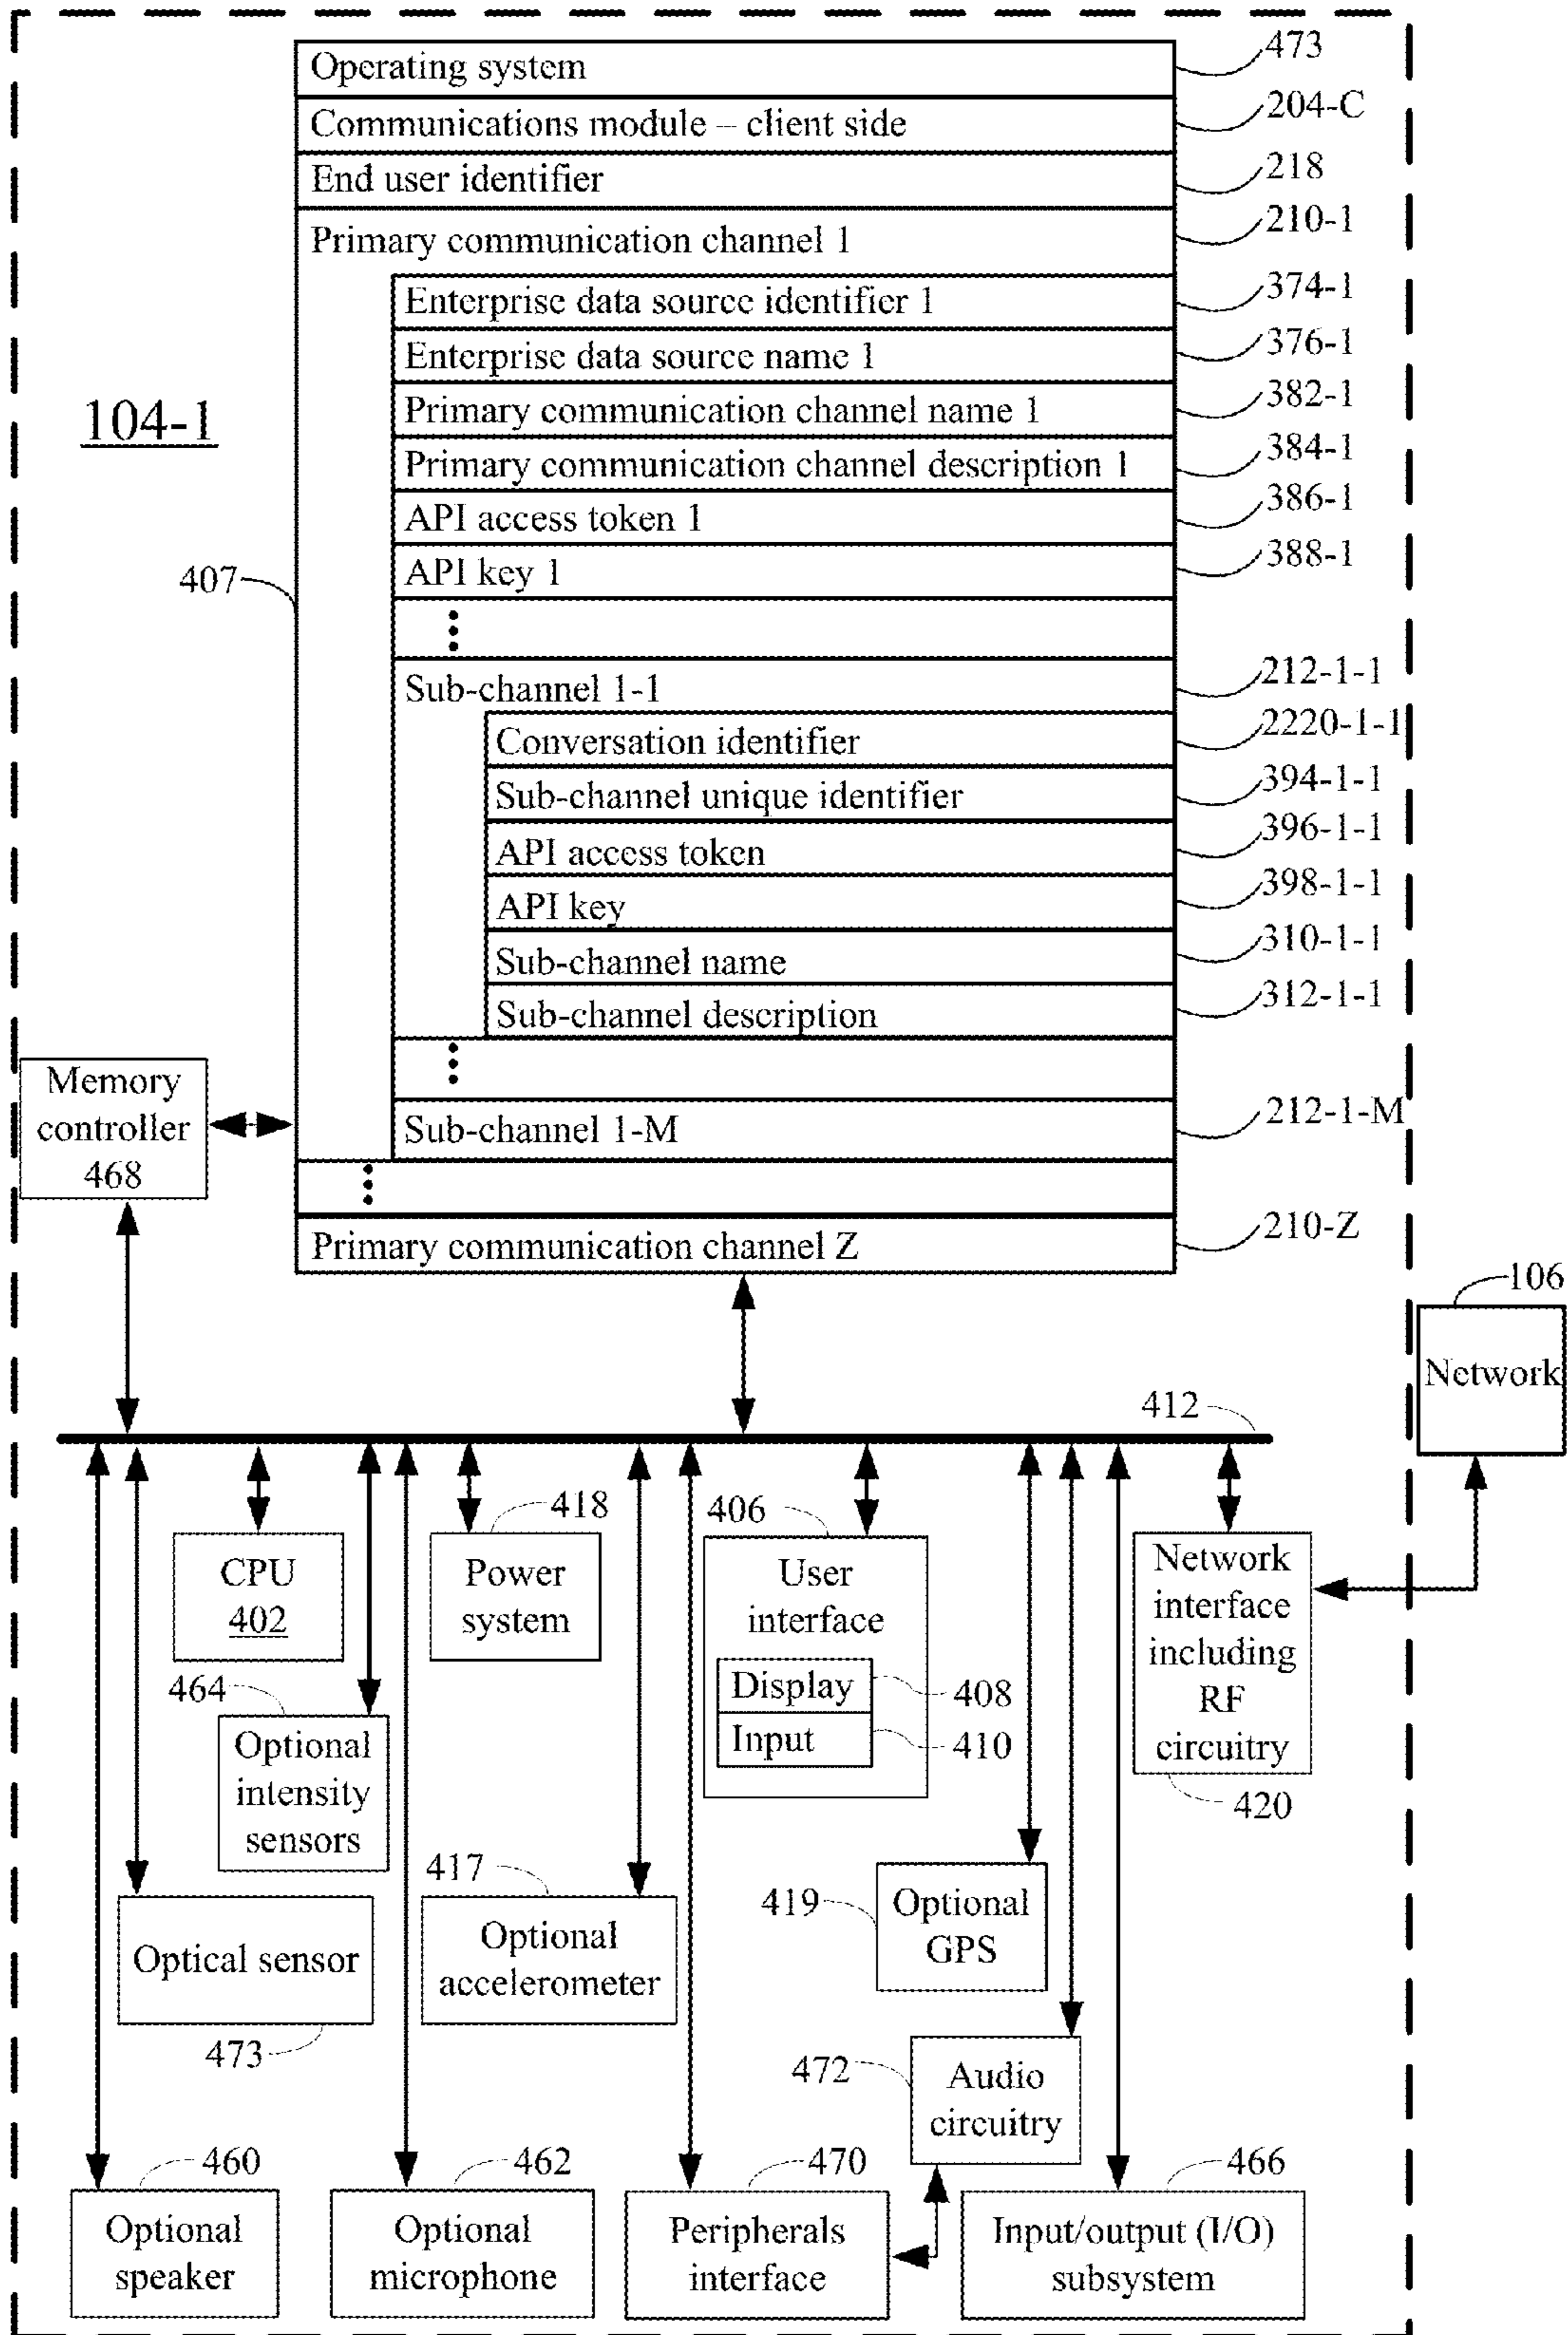 Operating system
473
Communications module – client side
204-C
End user identifier
218
Primary communication channel 1
210-1
Enterprise data source identifier 1
374-1
Enterprise data source name 1
376-1
104-1
Primary communication channel name 1
382-1
Primary communication channel description 1
384-1
API access token 1
386-1
407
API key 1
388-1
Sub-channel 1-1
212-1-1
Conversation identifier
2220-1-1
Sub-channel unique identifier
394-1-1
API access token
396-1-1
API key
398-1-1
Sub-channel name
310-1-1
Sub-channel description
312-1-1
Memory
controller
468
Sub-channel 1-M
212-1-M
Primary communication channel Z
210-Z
106
Network
412
CPU
402
418
Power
system
406
User
interface
Display
408
Input
410
Network
interface
including
RF
circuitry
420
464
Optional
intensity
sensors
Optical sensor
473
417
Optional
accelerometer
419
Optional
GPS
472
Audio
circuitry
460
Optional
speaker
462
Optional
microphone
470
Peripherals
interface
466
Input/output (I/O)
subsystem